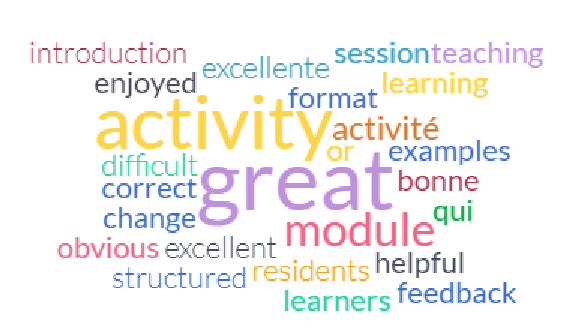 introduction session teaching
enjoyed excellente learning
format
activity activité
or examples
difficult great bonne
correct
change module qui
obvious excellent helpful
structured residents
learners feedback